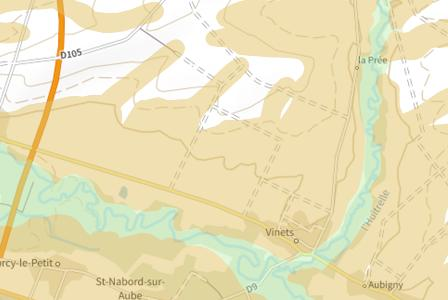 D105
la Prée
l'Huitrelle
Vinets
rcy-le-Petit
St-Nabord-sur-
Aube
D9
Aubigny